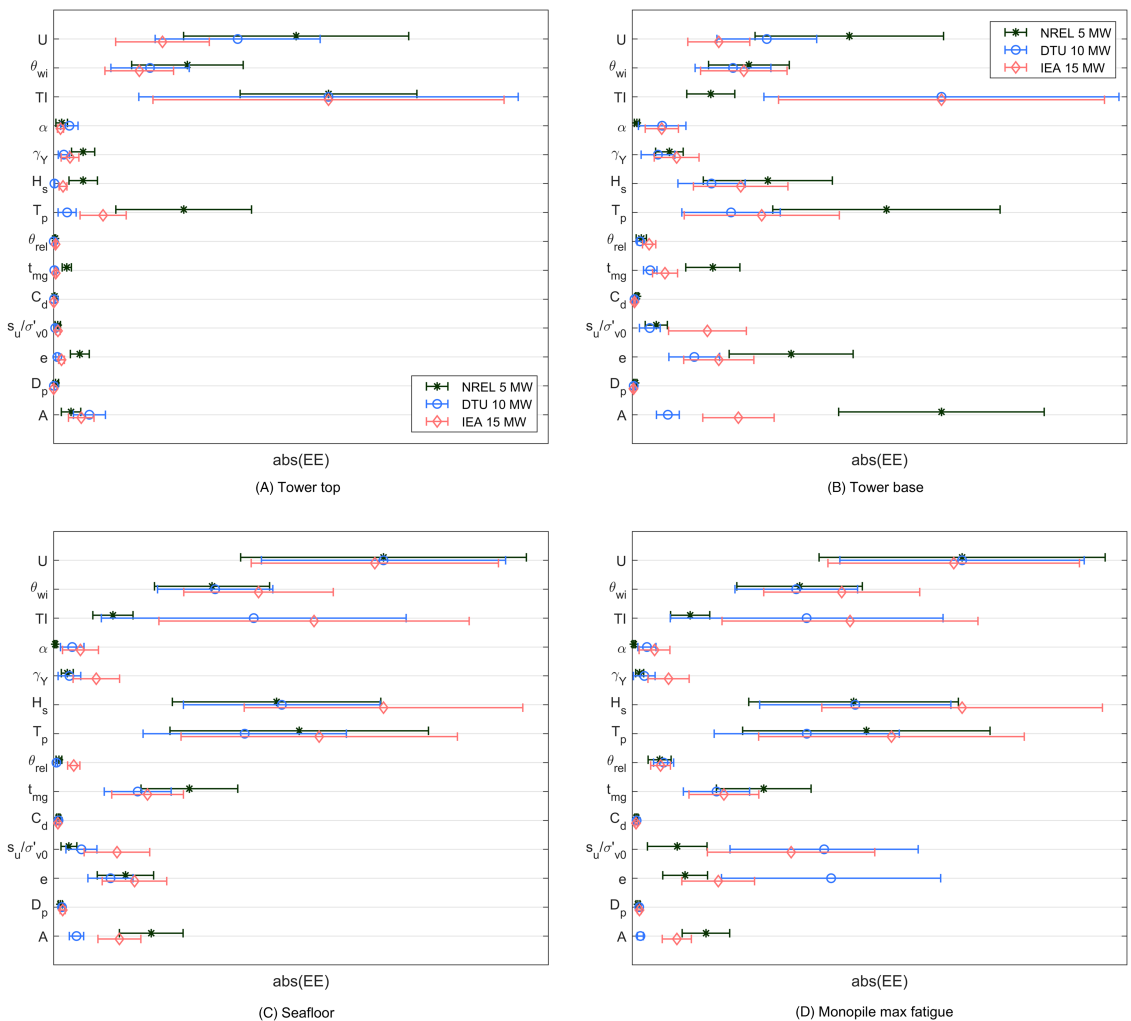 U
θwi
TI
α
γY
Hs
Tp
θrel
tmg
Cd
su/σ'v0
e
Dp
A
NREL 5 MW
DTU 10 MW
IEA 15 MW
abs(EE)
(A) Tower top
U
θwi
TI
α
γY
Hs
Tp
θrel
tmg
Cd
su/σ'v0
e
Dp
A
NREL 5 MW
DTU 10 MW
IEA 15 MW
abs(EE)
(B) Tower base
U
θwi
TI
α
γY
Hs
Tp
θrel
tmg
Cd
su/σ'v0
e
Dp
A
abs(EE)
(C) Seafloor
U
θwi
TI
α
γY
Hs
Tp
θrel
tmg
Cd
su/σ'v0
e
Dp
A
abs(EE)
(D) Monopile max fatigue